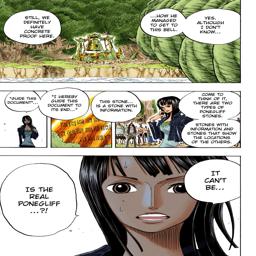 YES.
ALTHOUGH
I DON'T
KNOW...
...HOW HE
MANAGED
TO GET TO
THIS BELL.
STILL, WE
DEFINITELY
HAVE
CONCRETE
PROOF HERE.
COME TO
THINK OF IT,
THERE ARE
TWO TYPES OF
PONEGLIFF
STONES.
STONES WITH
INFORMATION AND
STONES THAT SHOW
THE LOCATIONS
OF THE OTHERS.
THIS STONE
IS A STONE WITH
INFORMATION.
"I HEREBY
GUIDE THIS
DOCUMENT TO
ITS END..."
"GUIDE THIS
DOCUMENT"...
IT
CAN'T
BE...
IS THE
REAL
PONEGLIFF
...?!